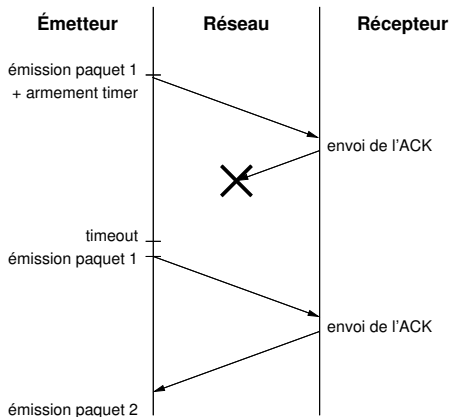 Émetteur Réseau Récepteur
émission paquet 1
+ armement timer
envoi de l'ACK
timeout
émission paquet 1
envoi de l'ACK
émission paquet 2